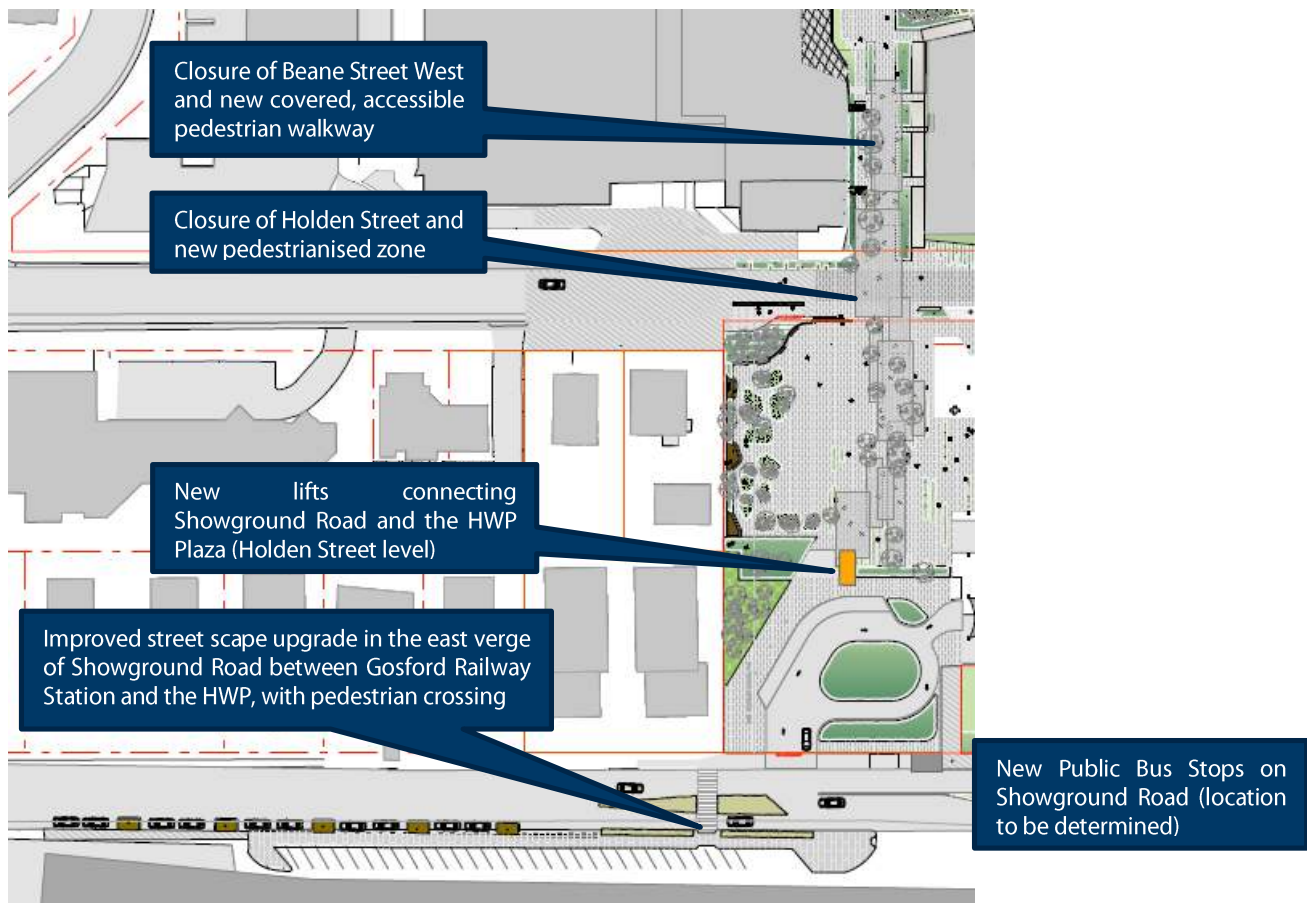 Closure of Beane Street West
and new covered, accessible
pedestrian walkway
Closure of Holden Street and
new pedestrianised zone
New lifts connecting
Showground Road and the HWP
Plaza (Holden Street level)
Improved street scape upgrade in the east verge
of Showground Road between Gosford Railway
Station and the HWP, with pedestrian crossing
New Public Bus Stops on
Showground Road (location
to be determined)